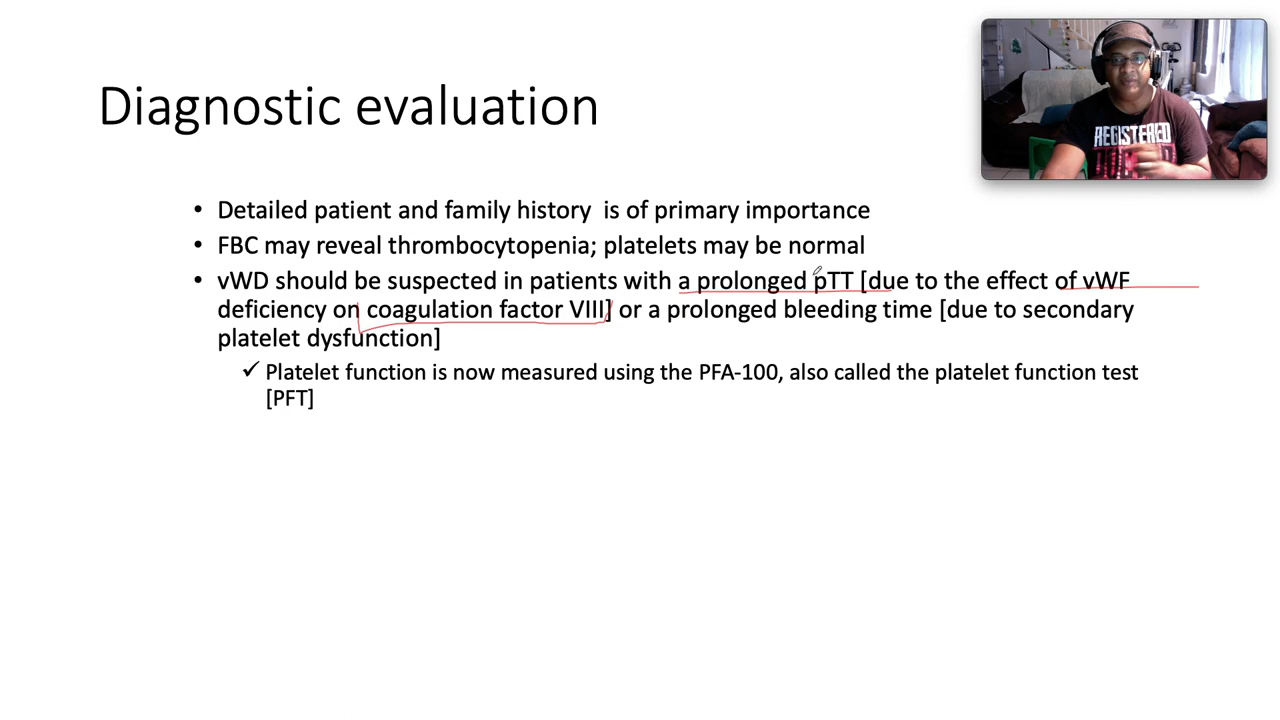 Diagnostic evaluation
REGISTERED
• Detailed patient and family history is of primary importance
• FBC may reveal thrombocytopenia; platelets may be normal
• vWD should be suspected in patients with a prolonged pTT [due to the effect of vWF
deficiency on coagulation factor VIII] or a prolonged bleeding time [due to secondary
platelet dysfunction]
✓ Platelet function is now measured using the PFA-100, also called the platelet function test
[PFT]